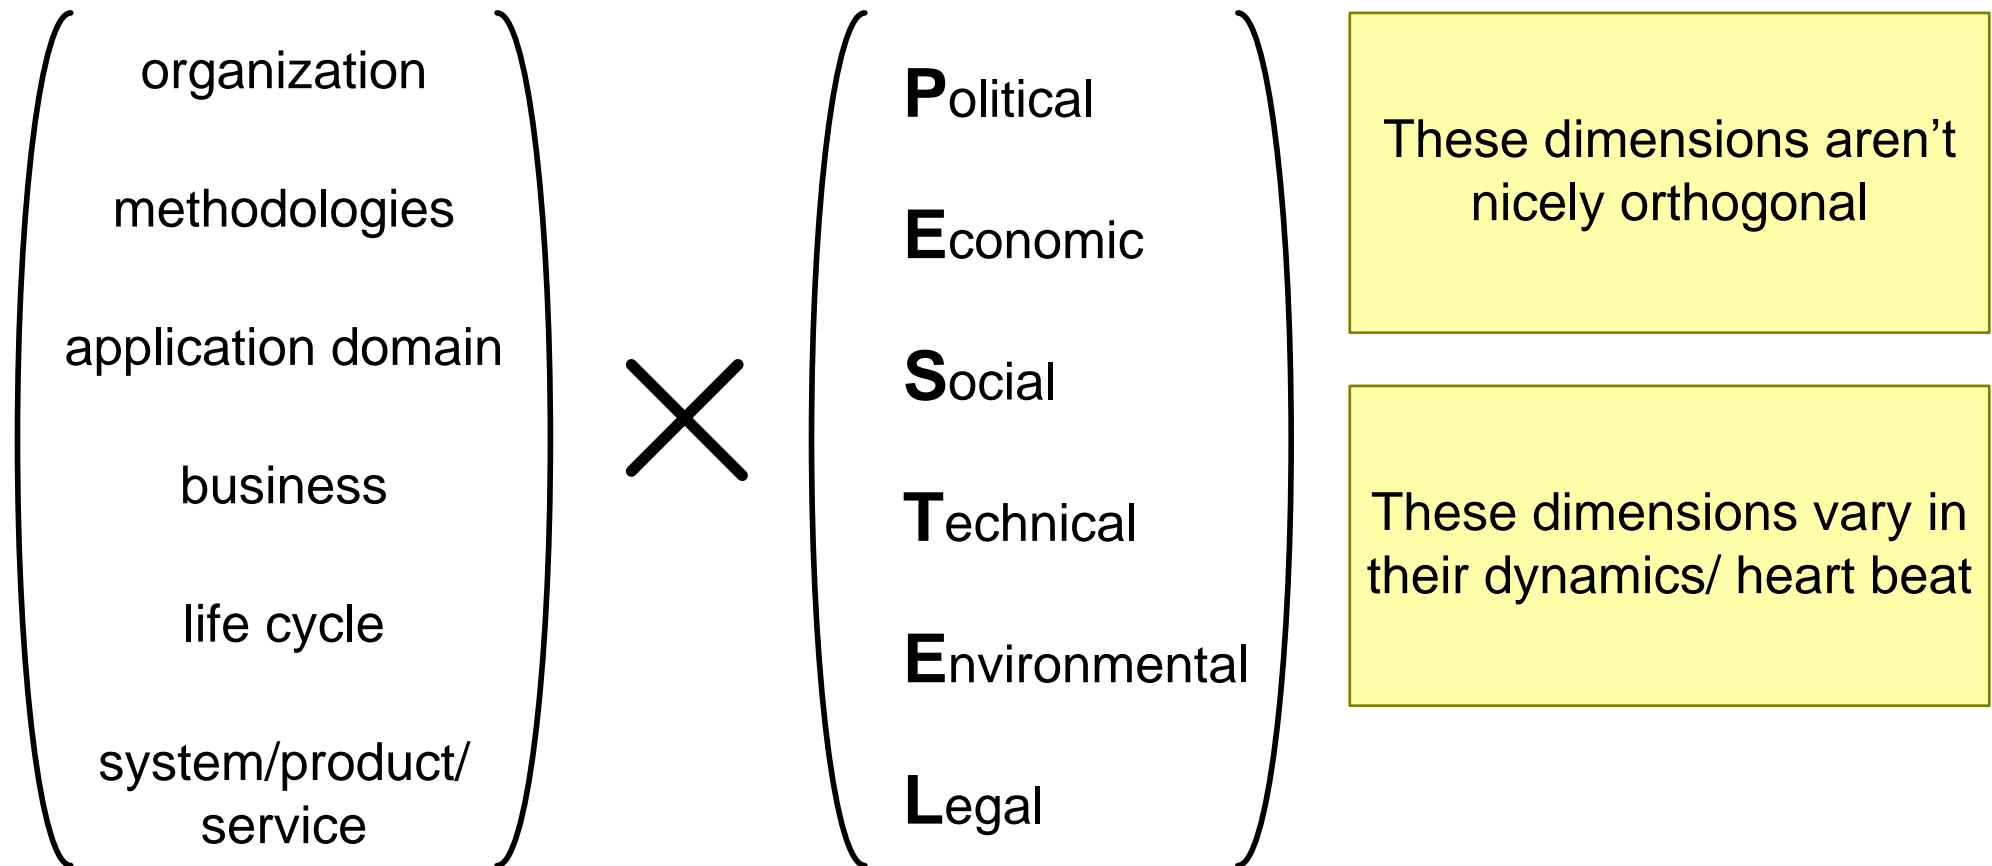 organization
methodologies
application domain
business
life cycle
system/product/
service
Political
Economic
Social
Technical
Environmental
Legal
These dimensions aren’t
nicely orthogonal
These dimensions vary in
their dynamics/ heart beat